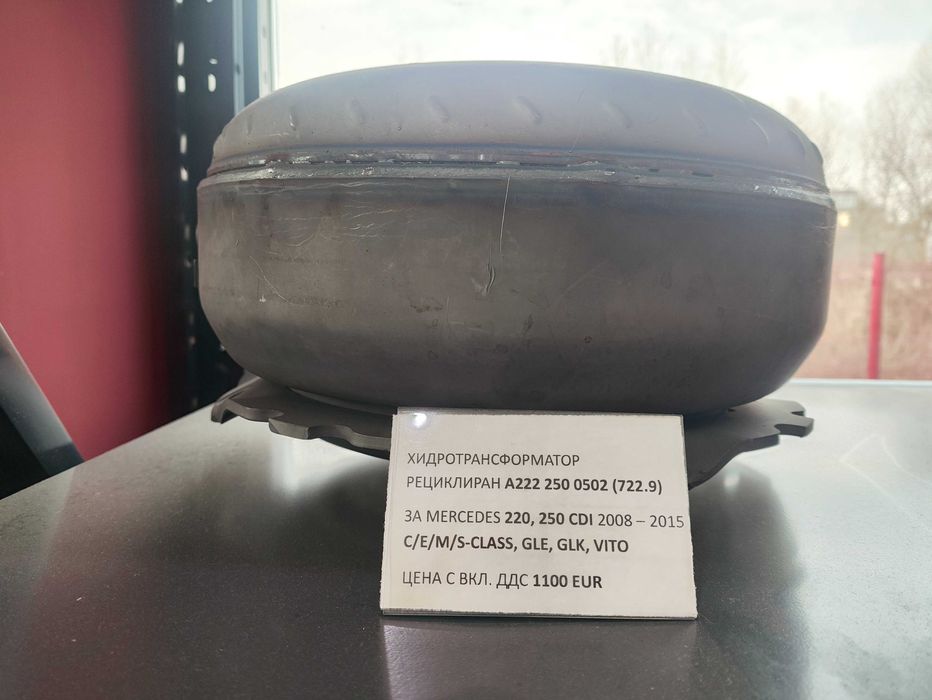 ХИДРОТРАНСФОРМАТОР
РЕЦИКЛИРАН A222 250 0502 (722.9)
ЗА MERCEDES 220, 250 CDI 2008 – 2015
C/E/M/S-CLASS, GLE, GLK, VITO
ЦЕНА С ВКЛ. ДДС 1100 EUR